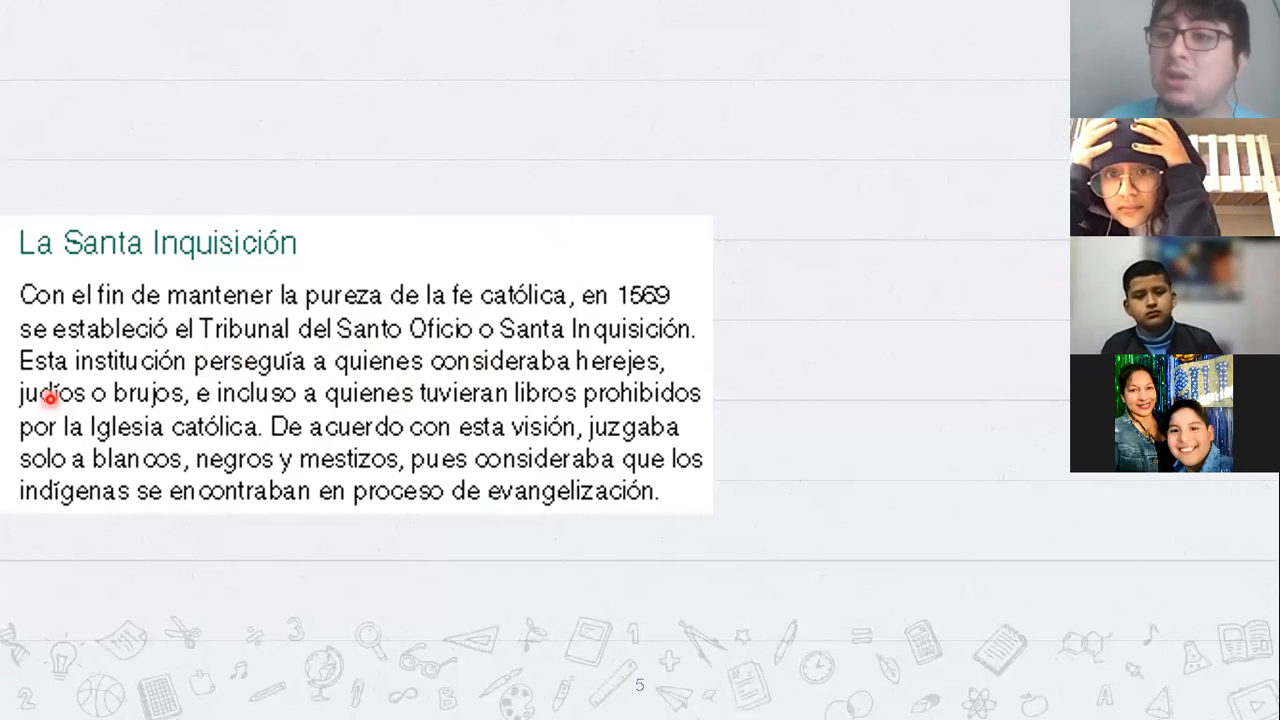 La Santa Inquisición
Con el fin de mantener la pureza de la fe católica, en 1569
se estableció el Tribunal del Santo Oficio o Santa Inquisición.
Esta institución perseguía a quienes consideraba herejes,
judíos o brujos, e incluso a quienes tuvieran libros prohibidos
por la Iglesia católica. De acuerdo con esta visión, juzgaba
solo a blancos, negros y mestizos, pues consideraba que los
indígenas se encontraban en proceso de evangelización.
5